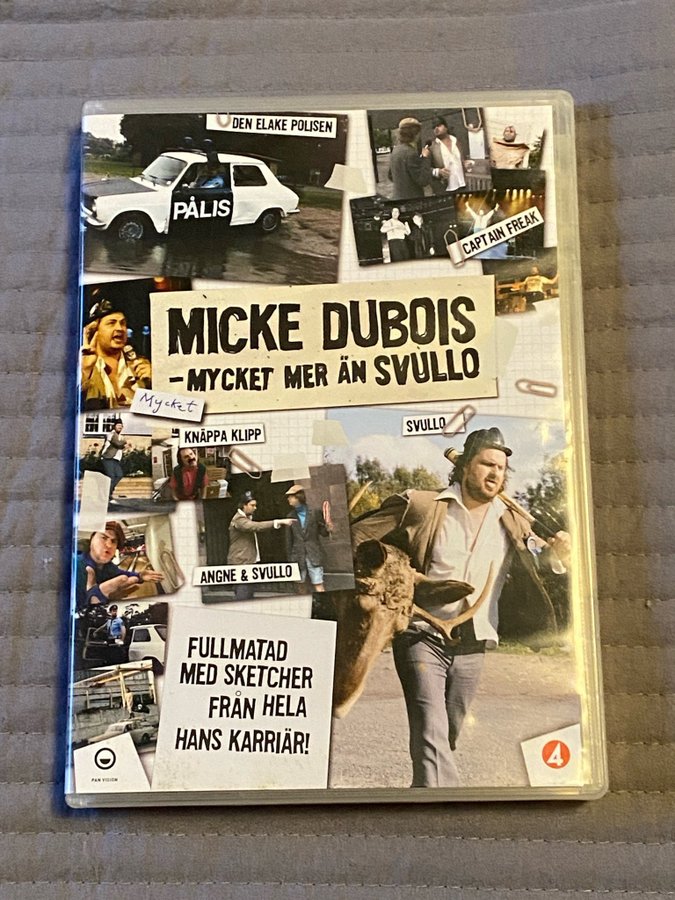 DEN ELAKE POLISEN
PÅLIS
CAPTAIN FREAK
MICKE DUBOIS
-MYCKET MER ÄN SVULLO
Mycket
KNÄPPA KLIPP
SVULLO
ANGNE & SVULLO
FULLMATAD
MED SKETCHER
FRÅN HELA
HANS KARRIÄR!
PAN VISION
4